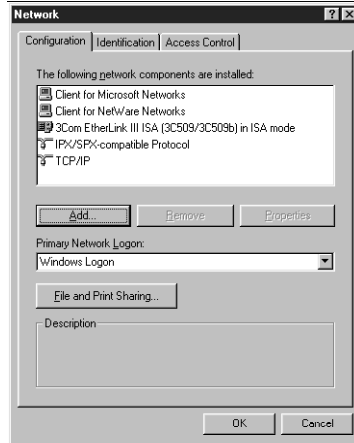 Network
Configuration Identification Access Control
The following network components are installed:
Client for Microsoft Networks
Client for NetWare Networks
3Com EtherLink III ISA (3C509/3C509b) in ISA mode
IPX/SPX-compatible Protocol
TCP/IP
Add... Remove Properties
Primary Network Logon:
Windows Logon
File and Print Sharing...
Description
OK Cancel